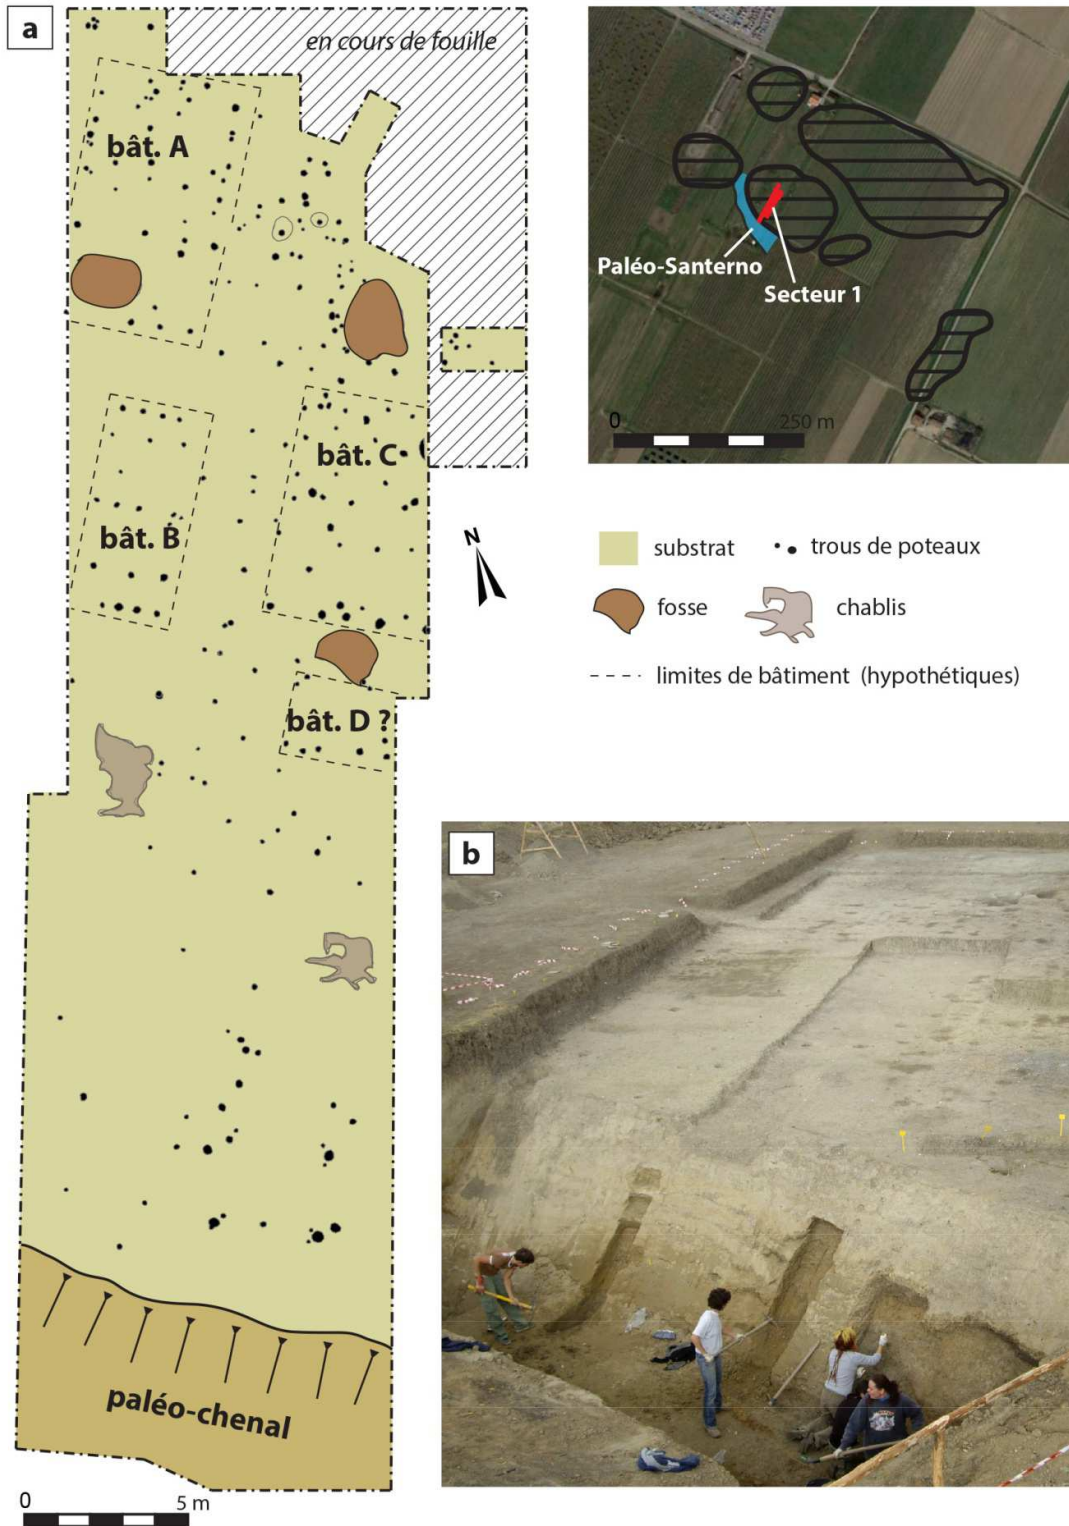 a
en cours de fouille
bât. A
bât. B
bât. C
bât. D ?
paléo-chenal
0 5 m
Paléo-Santerno
Secteur 1
0 250 m
N
substrat
trous de poteaux
fosse
chablis
limites de bâtiment (hypothétiques)
b